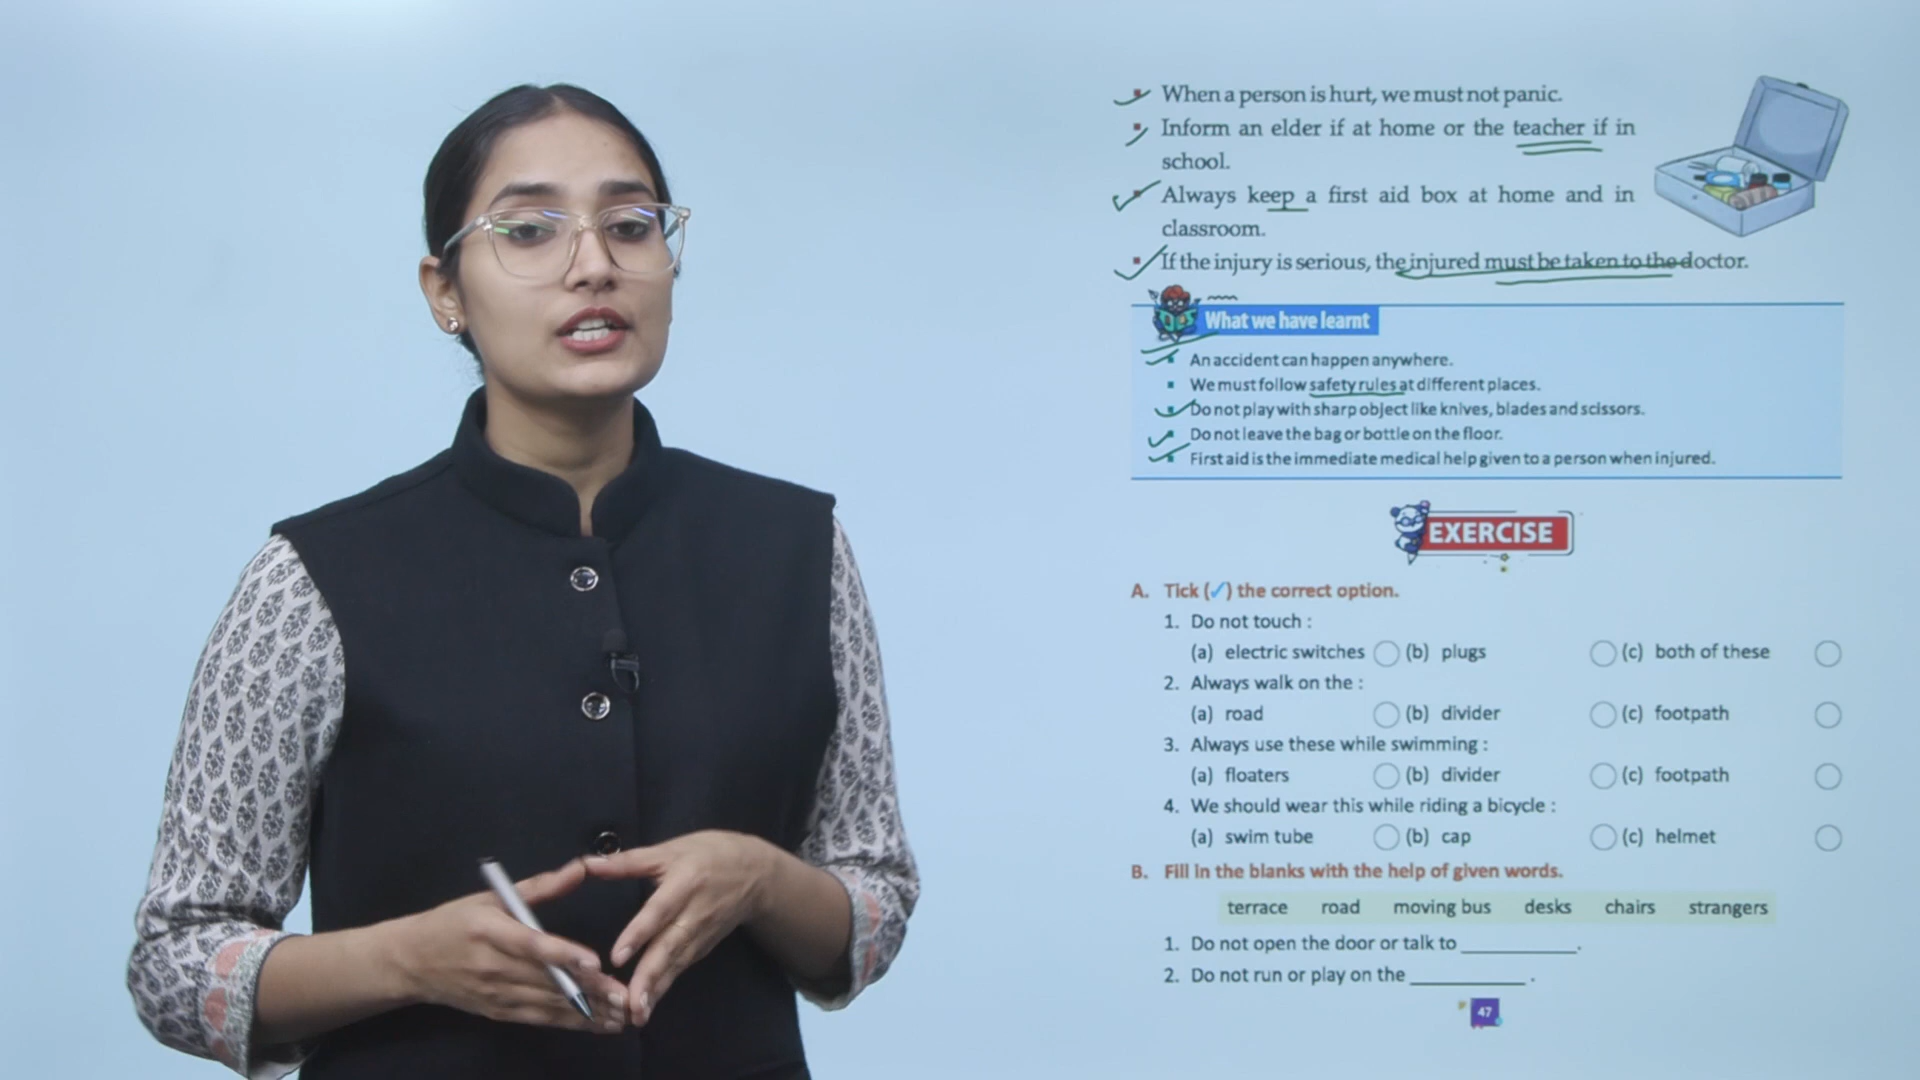 When a person is hurt, we must not panic.
Inform an elder if at home or the teacher if in
school.
Always keep a first aid box at home and in
classroom.
If the injury is serious, the injured must be taken to the doctor.
What we have learnt
An accident can happen anywhere.
We must follow safety rules at different places.
Do not play with sharp object like knives, blades and scissors.
Do not leave the bag or bottle on the floor.
First aid is the immediate medical help given to a person when injured.
EXERCISE
A. Tick (✓) the correct option.
1. Do not touch :
(a) electric switches (b) plugs (c) both of these
2. Always walk on the :
(a) road (b) divider (c) footpath
3. Always use these while swimming :
(a) floaters (b) divider (c) footpath
4. We should wear this while riding a bicycle :
(a) swim tube (b) cap (c) helmet
B. Fill in the blanks with the help of given words.
terrace road moving bus desks chairs strangers
1. Do not open the door or talk to ____________.
2. Do not run or play on the ____________ .
47